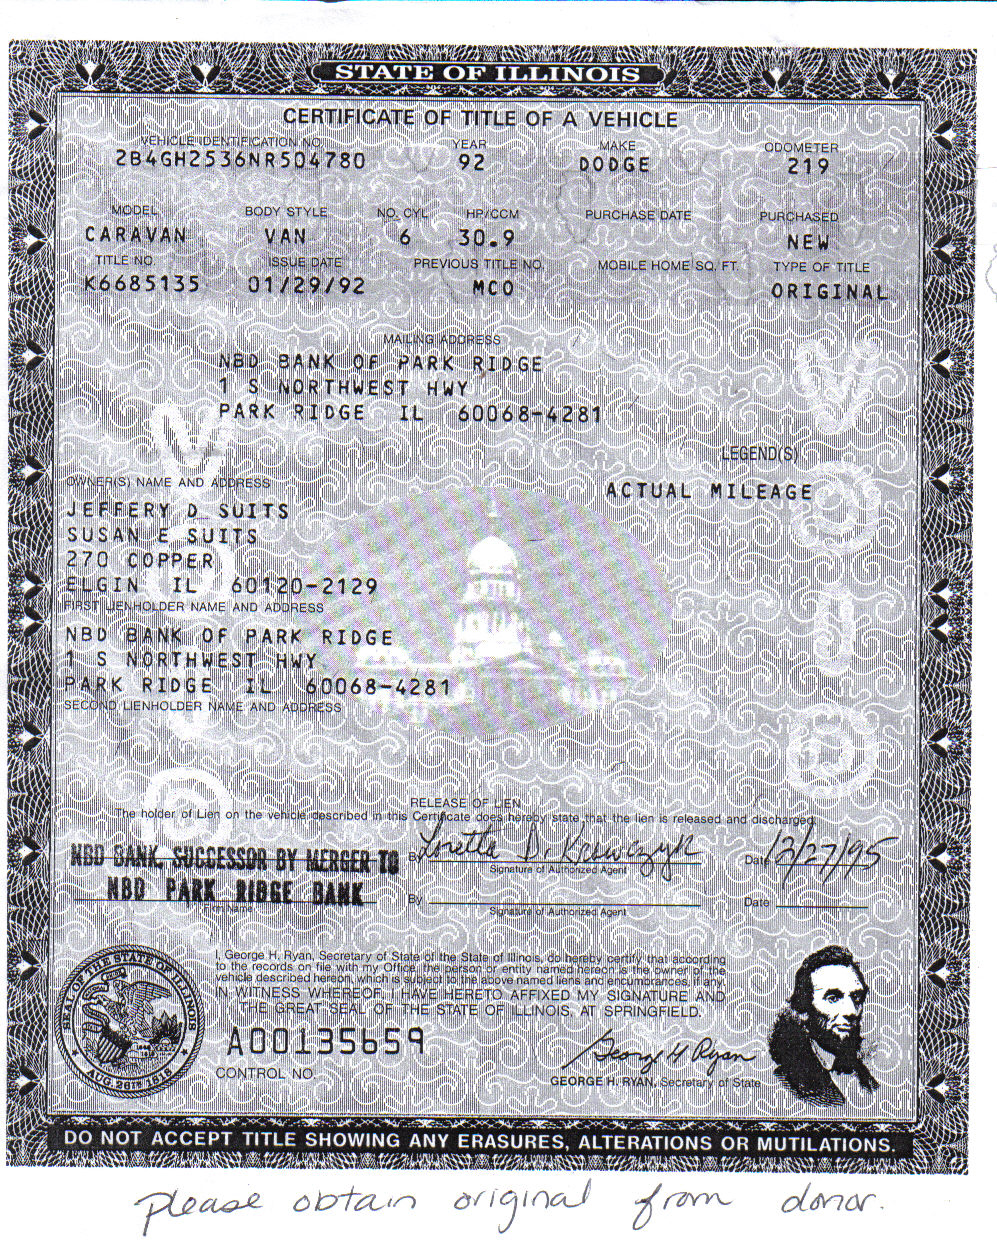 STATE OF ILLINOIS
CERTIFICATE OF TITLE OF A VEHICLE
VEHICLE IDENTIFICATION NO. YEAR MAKE ODOMETER
2B4GH2536NR504780 92 DODGE 219
MODEL BODY STYLE NO. CYL HP/CCM PURCHASE DATE PURCHASED
CARAVAN VAN 6 30.9 NEW
TITLE NO. ISSUE DATE PREVIOUS TITLE NO. MOBILE HOME SQ. FT. TYPE OF TITLE
K6685135 01/29/92 MCO ORIGINAL
MAILING ADDRESS
NBD BANK OF PARK RIDGE
1 S NORTHWEST HWY
PARK RIDGE IL 60068-4281
LEGEND(S)
ACTUAL MILEAGE
OWNER(S) NAME AND ADDRESS
JEFFERY D SUITS
SUSAN E SUITS
270 COPPER
ELGIN IL 60120-2129
FIRST LIENHOLDER NAME AND ADDRESS
NBD BANK OF PARK RIDGE
1 S NORTHWEST HWY
PARK RIDGE IL 60068-4281
SECOND LIENHOLDER NAME AND ADDRESS
VOID
VOID
RELEASE OF LIEN
The holder of Lien on the vehicle described in this Certificate does hereby state that the lien is released and discharged.
NBD BANK, SUCCESSOR BY MERGER TO
NBD PARK RIDGE BANK
Firm Name
By Loretta D. Krawczyk Date 12/27/95
Signature of Authorized Agent
By Date
Signature of Authorized Agent
I, George H. Ryan, Secretary of State of the State of Illinois, do hereby certify that according
to the records on file with my Office, the person or entity named hereon is the owner of the
vehicle described hereon, which is subject to the above named liens and encumbrances, if any.
IN WITNESS WHEREOF, I HAVE HERETO AFFIXED MY SIGNATURE AND
THE GREAT SEAL OF THE STATE OF ILLINOIS, AT SPRINGFIELD.
SEAL OF THE STATE OF ILLINOIS
AUG. 26TH 1818
A00135659
CONTROL NO.
George H Ryan
GEORGE H. RYAN, Secretary of State
DO NOT ACCEPT TITLE SHOWING ANY ERASURES, ALTERATIONS OR MUTILATIONS.
please obtain original from donor.